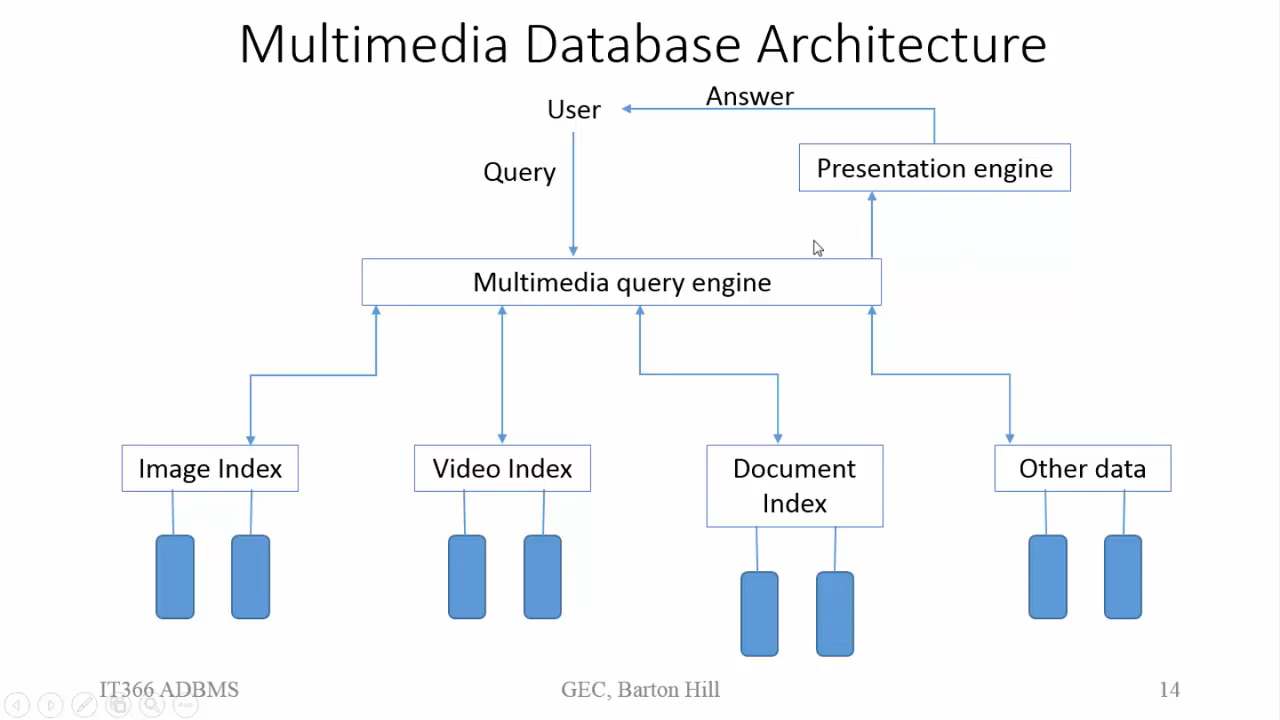 Multimedia Database Architecture
Answer
User
Query
Presentation engine
Multimedia query engine
Image Index
Video Index
Document
Index
Other data
IT366 ADBMS
GEC, Barton Hill
14